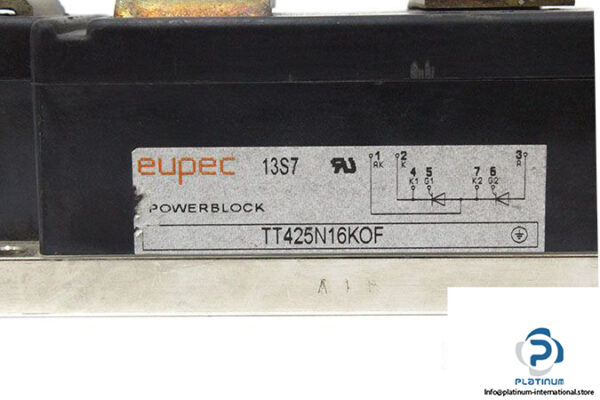 eupec 13S7
1 2 3
AK K A
4 5 7 6
K1 G1 K2 G2
POWERBLOCK
TT425N16KOF
A I R
PLATINUM
Info@platinum-international.store